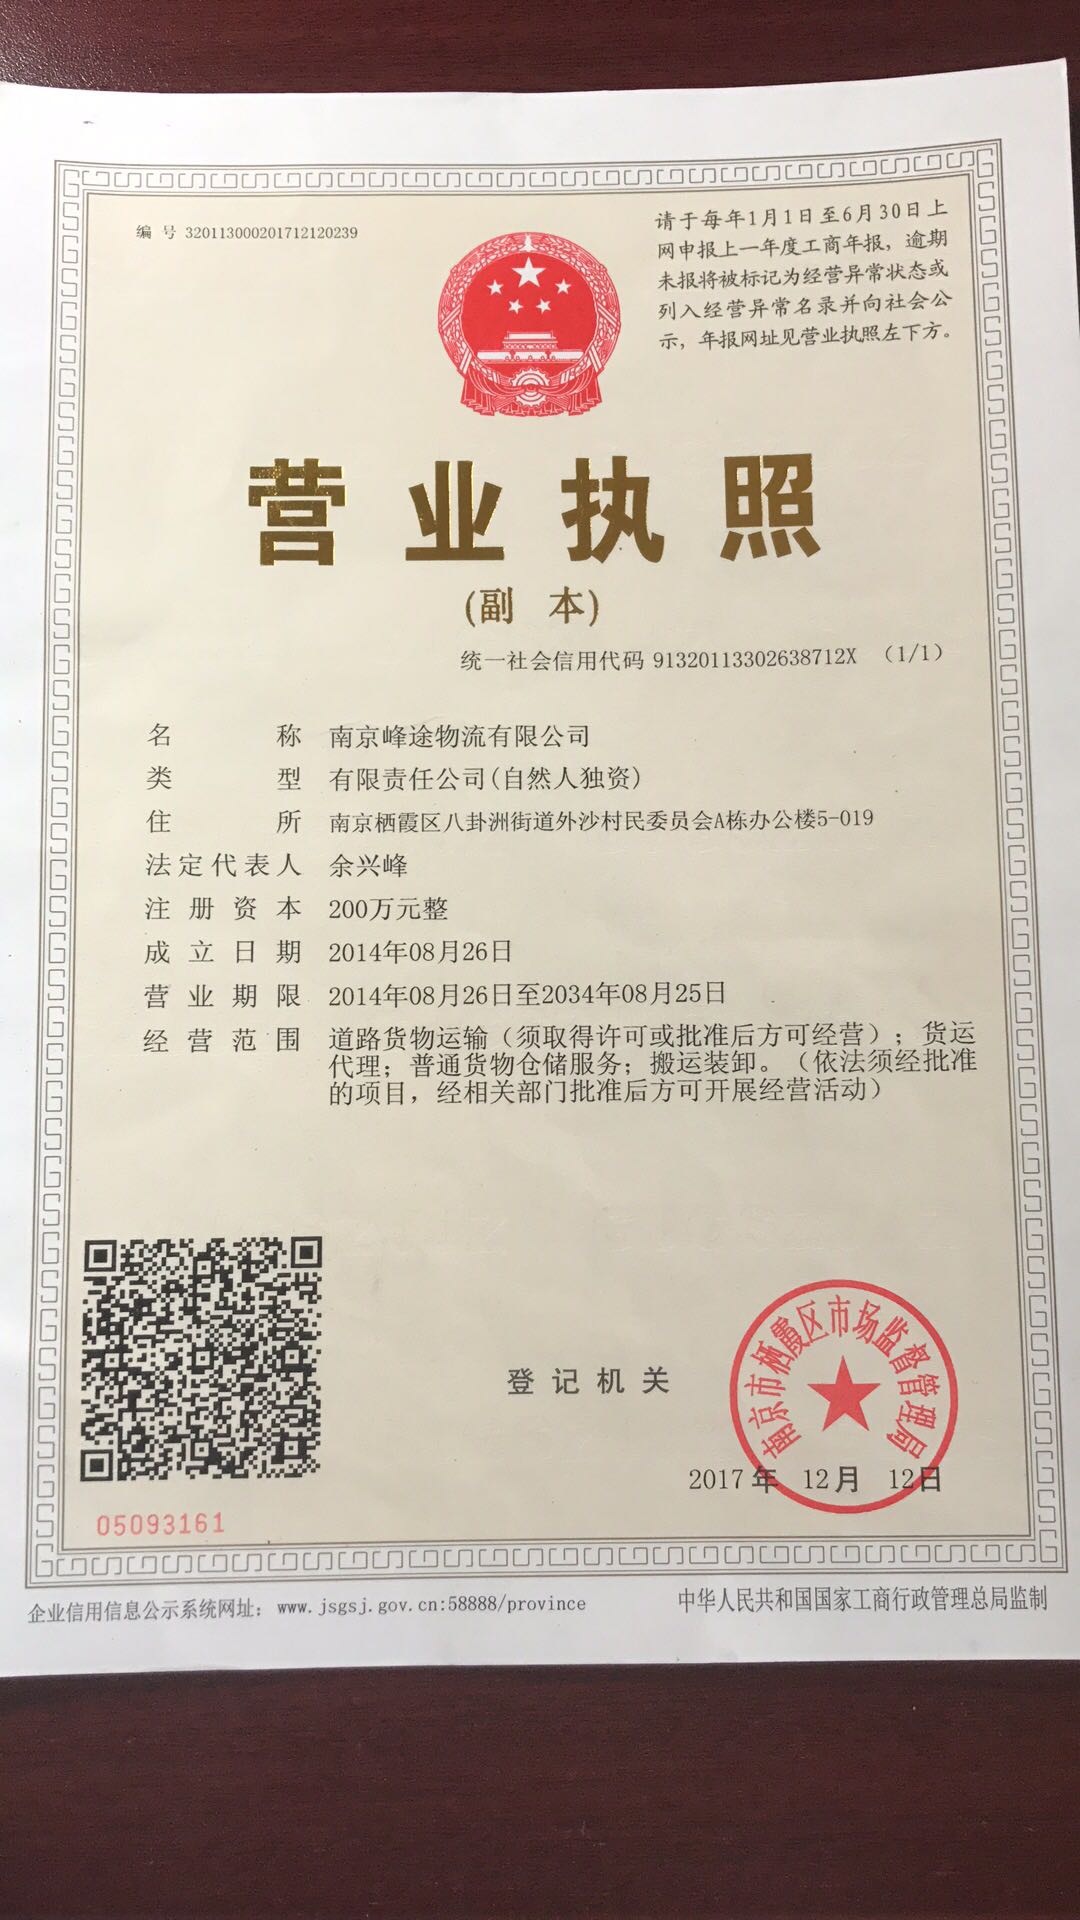 编 号 320113000201712120239
请于每年1月1日至6月30日上
网申报上一年度工商年报，逾期
未报将被标记为经营异常状态或
列入经营异常名录并向社会公
示，年报网址见营业执照左下方。
营业执照
(副 本)
统一社会信用代码 91320113302638712X （1/1）
名称 南京峰途物流有限公司
类型 有限责任公司(自然人独资)
住所 南京栖霞区八卦洲街道外沙村民委员会A栋办公楼5-019
法定代表人 余兴峰
注册资本 200万元整
成立日期 2014年08月26日
营业期限 2014年08月26日至2034年08月25日
经营范围 道路货物运输（须取得许可或批准后方可经营）；货运
代理；普通货物仓储服务；搬运装卸。（依法须经批准
的项目，经相关部门批准后方可开展经营活动）
登记机关
南京市栖霞区市场监督管理局
2017年 12月 12日
05093161
企业信用信息公示系统网址： www.jsgsj.gov.cn:58888/province
中华人民共和国国家工商行政管理总局监制